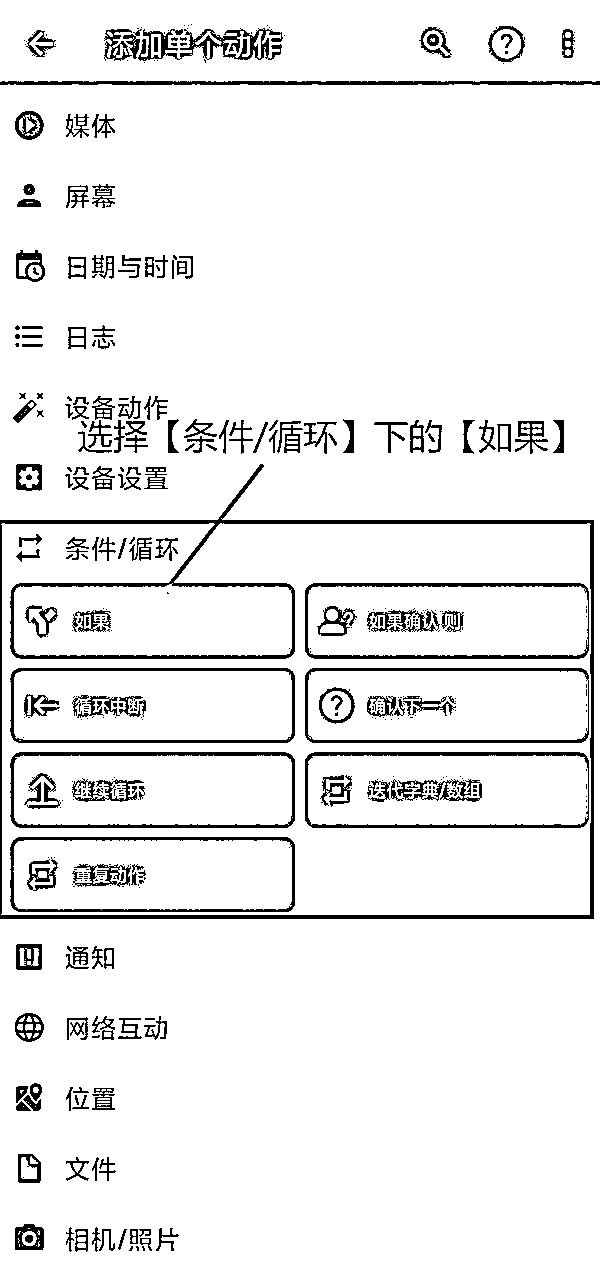 添加单个动作
媒体
屏幕
日期与时间
日志
设备动作
选择【条件/循环】下的【如果】
设备设置
条件/循环
如果
如果确认则
循环中断
确认下一个
继续循环
迭代字典/数组
重复动作
通知
网络互动
位置
文件
相机/照片